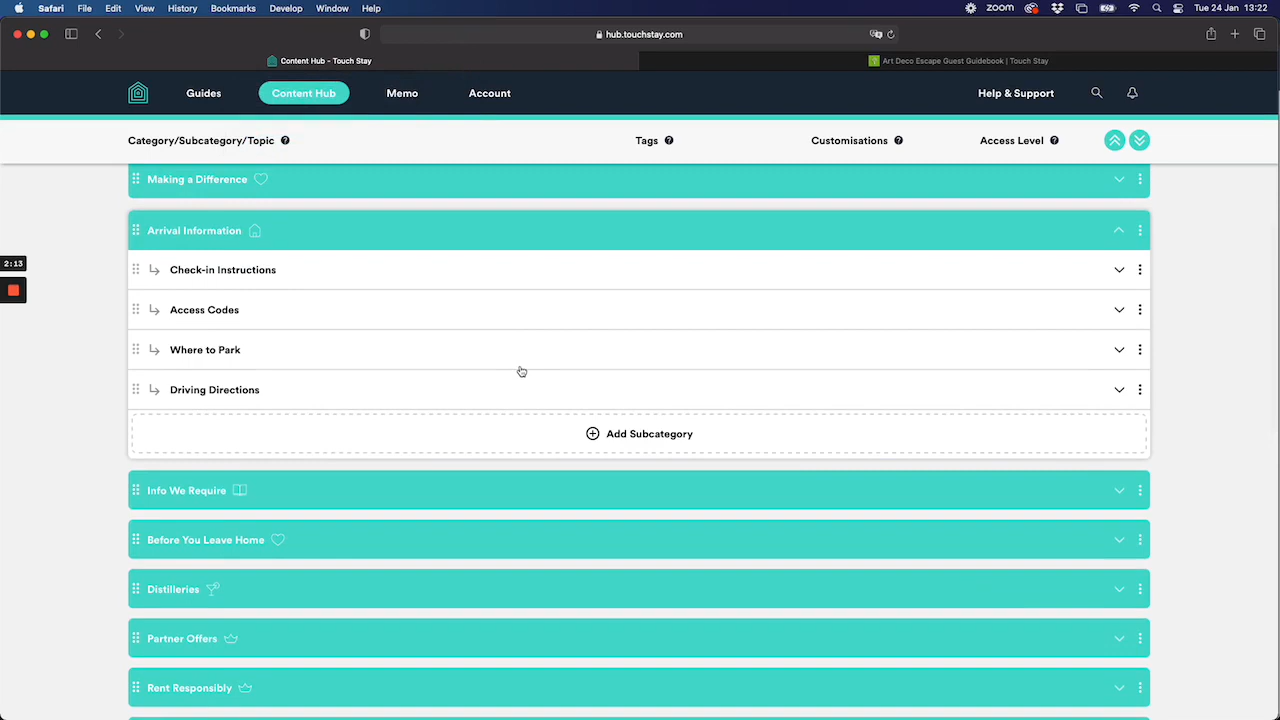 Safari File Edit View History Bookmarks Develop Window Help zoom Tue 24 Jan 13:22
hub.touchstay.com
Content Hub - Touch Stay Art Deco Escape Guest Guidebook | Touch Stay
Guides Content Hub Memo Account Help & Support
Category/Subcategory/Topic ? Tags ? Customisations ? Access Level ?
Making a Difference
Arrival Information
2:13
Check-in Instructions
Access Codes
Where to Park
Driving Directions
Add Subcategory
Info We Require
Before You Leave Home
Distilleries
Partner Offers
Rent Responsibly